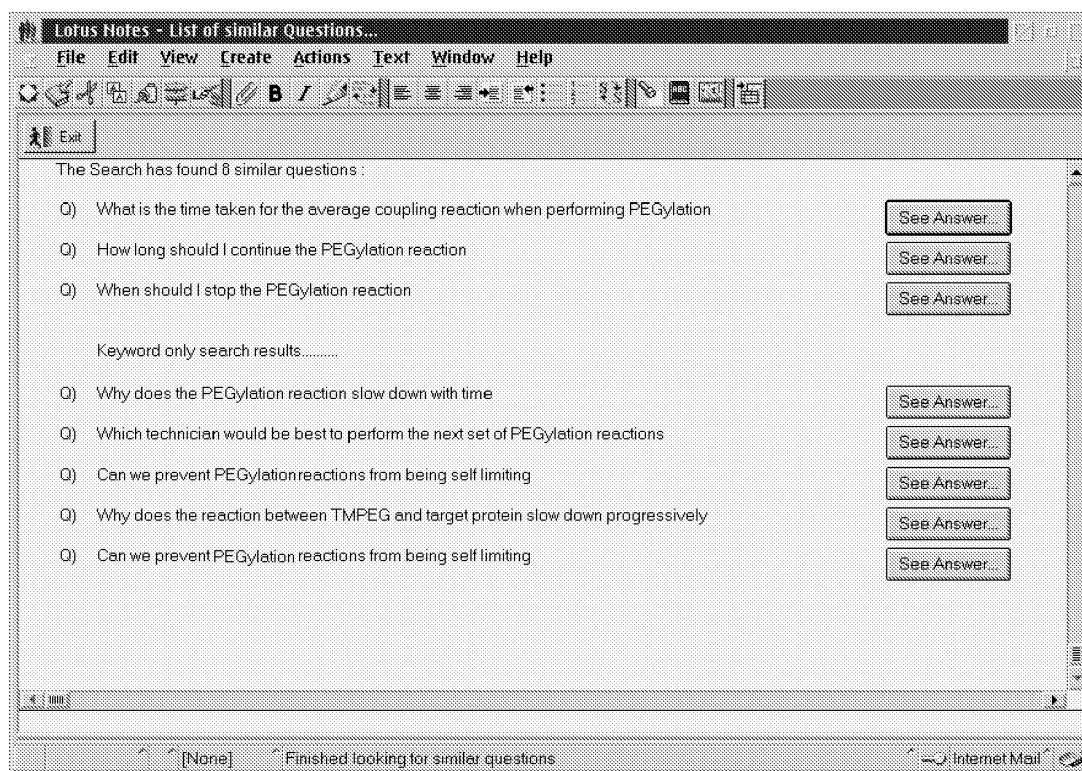 Lotus Notes - List of similar Questions...
File Edit View Create Actions Text Window Help
B I ABC
Exit
The Search has found 8 similar questions :
Q) What is the time taken for the average coupling reaction when performing PEGylation See Answer...
Q) How long should I continue the PEGylation reaction See Answer...
Q) When should I stop the PEGylation reaction See Answer...
Keyword only search results.........
Q) Why does the PEGylation reaction slow down with time See Answer...
Q) Which technician would be best to perform the next set of PEGylation reactions See Answer...
Q) Can we prevent PEGylation reactions from being self limiting See Answer...
Q) Why does the reaction between TMPEG and target protein slow down progressively See Answer...
Q) Can we prevent PEGylation reactions from being self limiting See Answer...
[None] Finished looking for similar questions Internet Mail